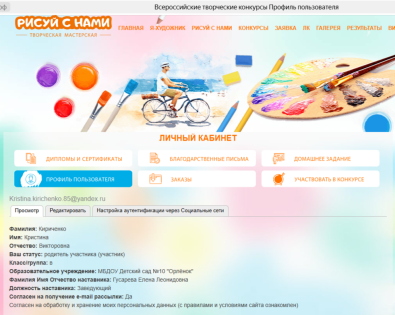 Всероссийские творческие конкурсы Профиль пользователя
РИСУЙ С НАМИ
ТВОРЧЕСКАЯ МАСТЕРСКАЯ
ГЛАВНАЯ Я-ХУДОЖНИК РИСУЙ С НАМИ КОНКУРСЫ ЗАЯВКА ЛК ГАЛЕРЕЯ РЕЗУЛЬТАТЫ
ЛИЧНЫЙ КАБИНЕТ
ДИПЛОМЫ И СЕРТИФИКАТЫ БЛАГОДАРСТВЕННЫЕ ПИСЬМА ДОМАШНЕЕ ЗАДАНИЕ
ПРОФИЛЬ ПОЛЬЗОВАТЕЛЯ ЗАКАЗЫ УЧАСТВОВАТЬ В КОНКУРСЕ
Kristina.kirichenko.85@yandex.ru
Просмотр Редактировать Настройка аутентификации через Социальные сети
Фамилия: Кириченко
Имя: Кристина
Отчество: Викторовна
Ваш статус: родитель участника (участник)
Класс/группа: в
Образовательное учреждение: МБДОУ Детский сад №10 "Орлёнок"
Фамилия Имя Отчество наставника: Гусарева Елена Леонидовна
Должность наставника: Заведующий
Согласен на получение e-mail рассылки: Да
Согласен на обработку и хранение моих персональных данных (с правилами и условиями сайта ознакомлен)